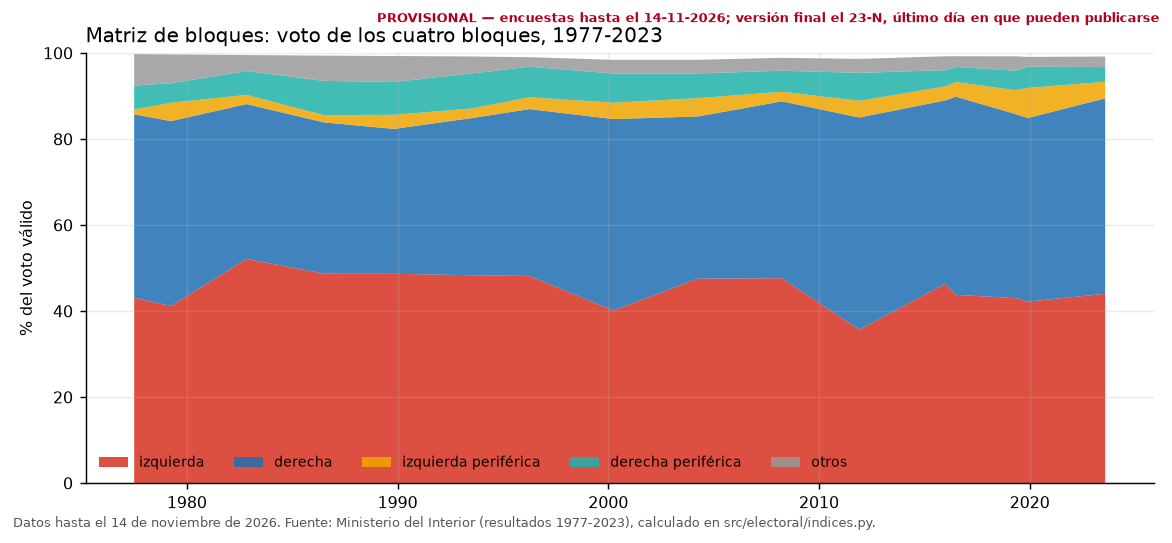 PROVISIONAL — encuestas hasta el 14-11-2026; versión final el 23-N, último día en que pueden publicarse
Matriz de bloques: voto de los cuatro bloques, 1977-2023
100
80
60
40
20
0
% del voto válido
izquierda derecha izquierda periférica derecha periférica otros
1980 1990 2000 2010 2020
Datos hasta el 14 de noviembre de 2026. Fuente: Ministerio del Interior (resultados 1977-2023), calculado en src/electoral/indices.py.